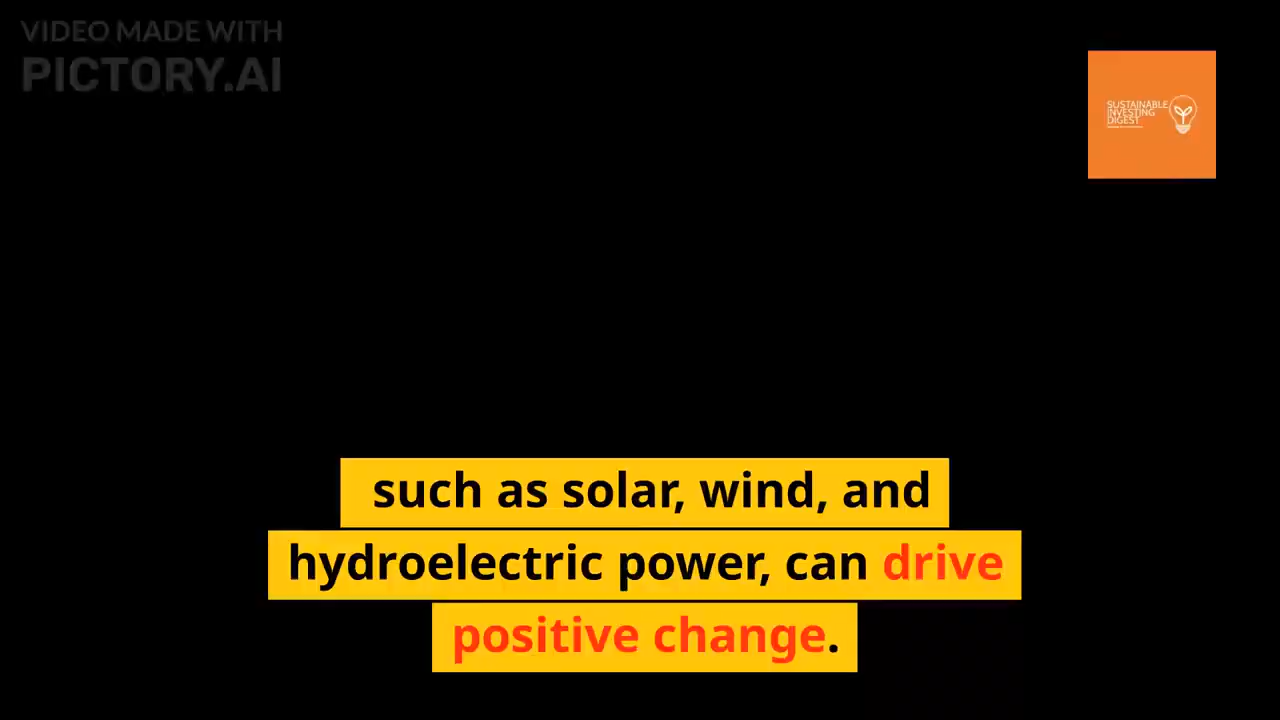 VIDEO MADE WITH
PICTORY.AI
SUSTAINABLE
INVESTING
DIGEST
such as solar, wind, and
hydroelectric power, can drive
positive change.